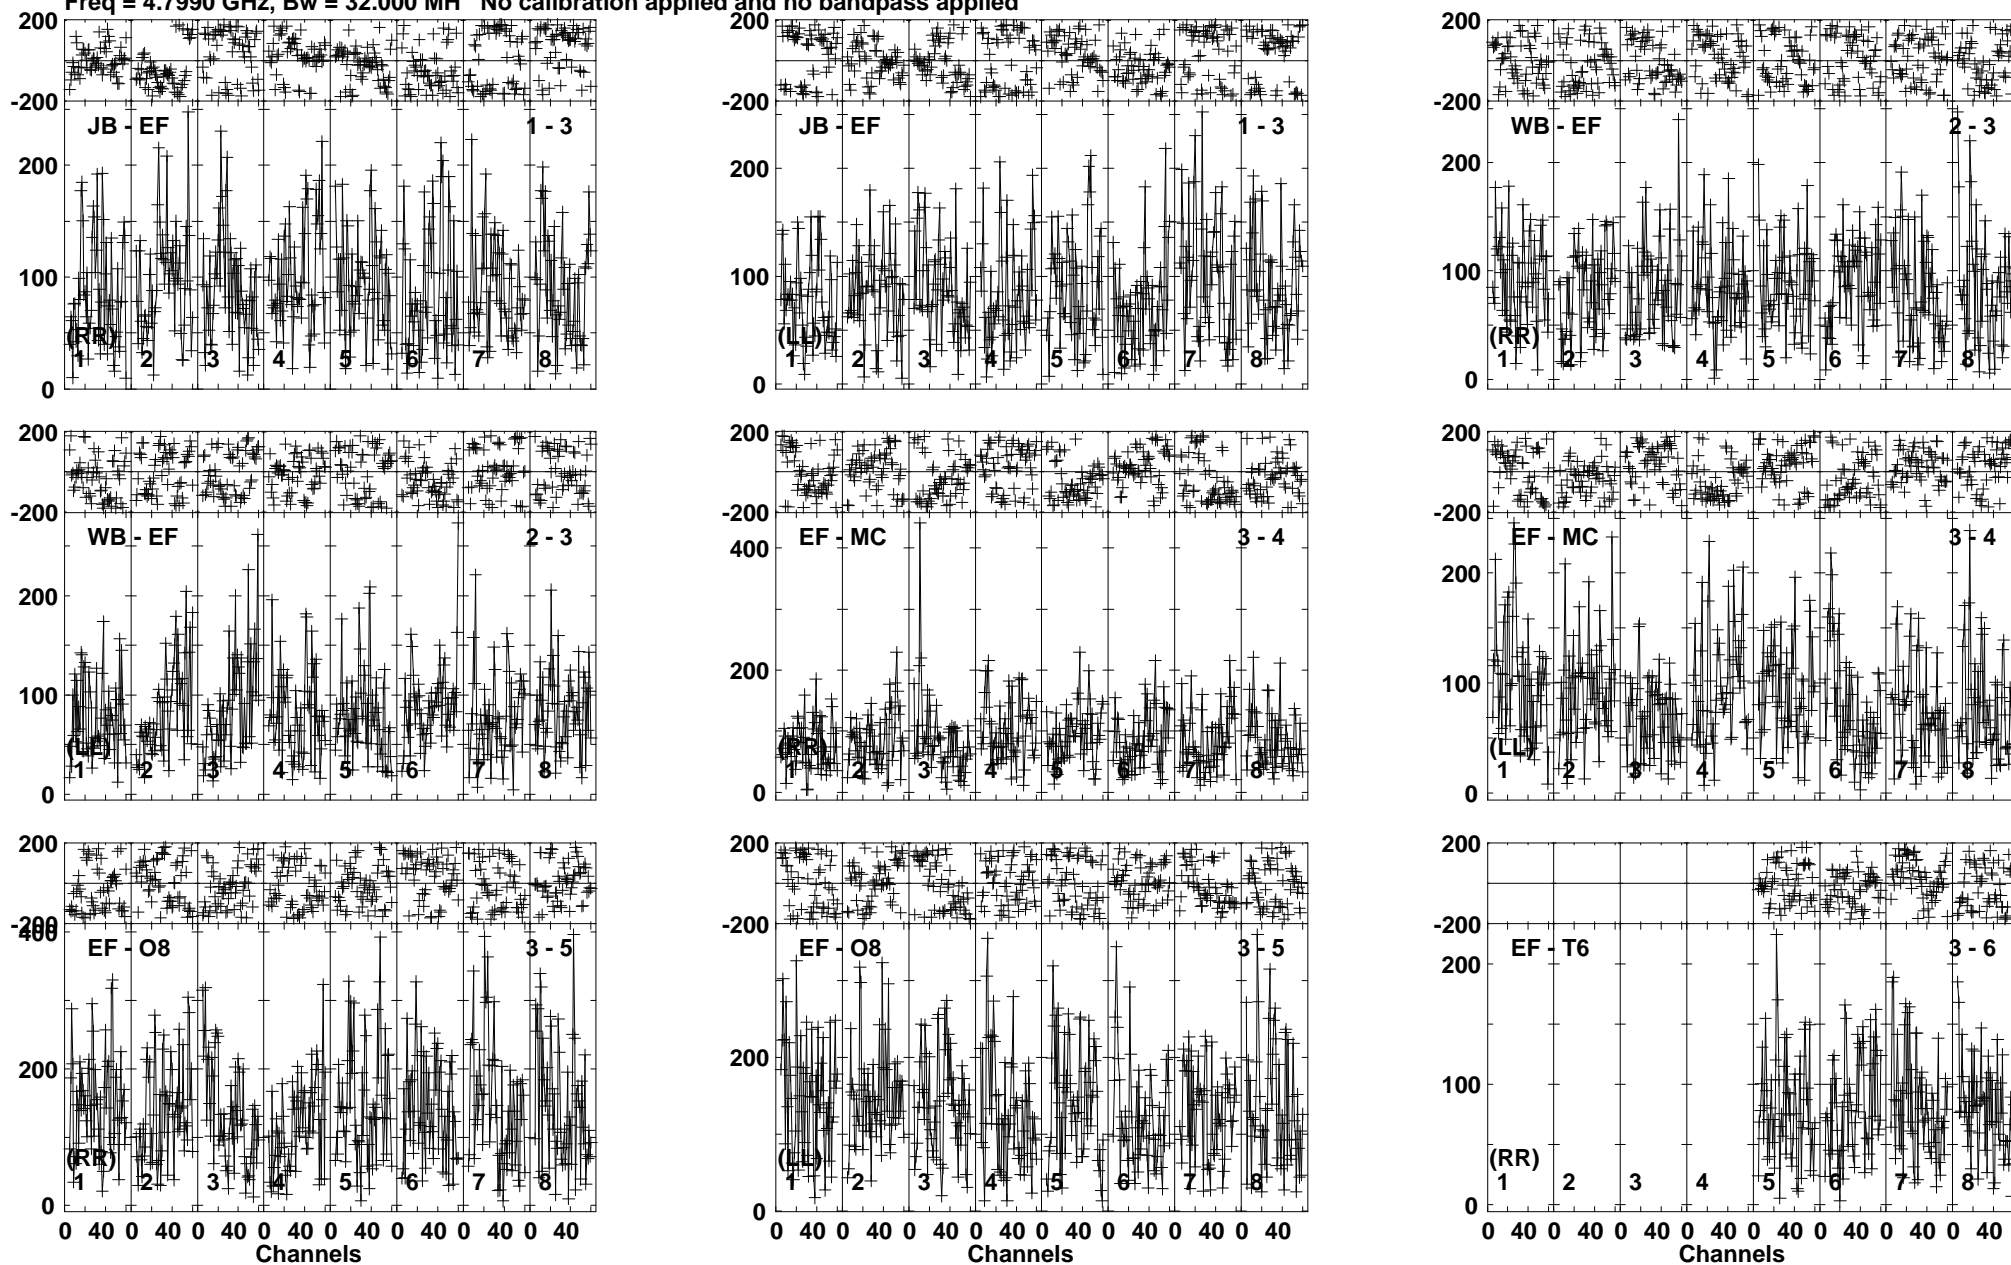 Freq = 4.7990 GHz, Bw = 32.000 MH No calibration applied and no bandpass applied
200 200 200
-200 -200 -200
JB - EF 1 - 3 JB - EF 1 - 3 WB - EF 2 - 3
200 200 200
100 100 100
(RR) (LL) (RR)
1 2 3 4 5 6 7 8 1 2 3 4 5 6 7 8 1 2 3 4 5 6 7 8
0 0 0
200 200 200
-200 -200 -200
WB - EF 2 - 3 EF - MC 3 - 4 EF - MC 3 - 4
200 400 200
100 200 100
(LL) (RR) (LL)
1 2 3 4 5 6 7 8 1 2 3 4 5 6 7 8 1 2 3 4 5 6 7 8
0 0 0
200 200 200
-200 -200 -200
400
EF - O8 3 - 5 EF - O8 3 - 5 EF - T6 3 - 6
200 200 200
100
(RR) (LL) (RR)
1 2 3 4 5 6 7 8 1 2 3 4 5 6 7 8 1 2 3 4 5 6 7 8
0 0 0
0 40 0 40 0 40 0 40 0 40 0 40 0 40 0 40 0 40 0 40 0 40 0 40 0 40 0 40 0 40 0 40 0 40 0 40 0 40 0 40 0 40 0 40 0 40 0 40
Channels Channels Channels